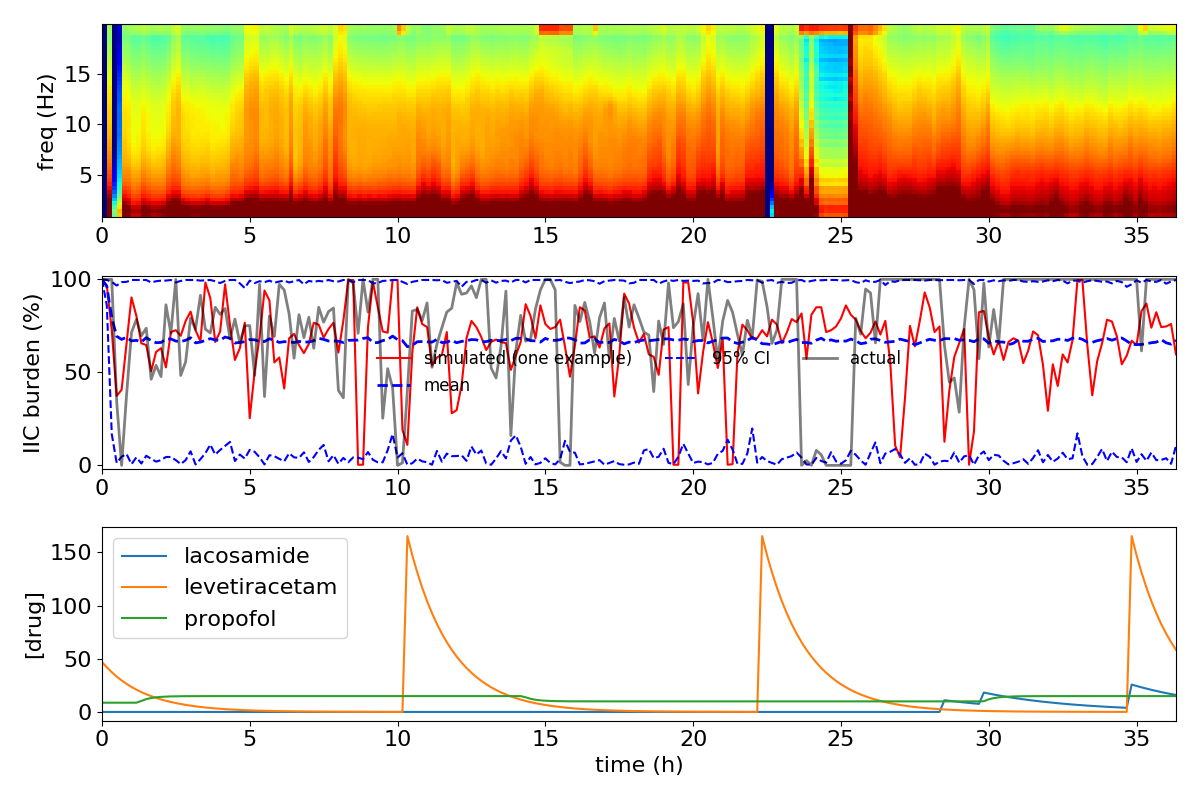 freq (Hz)
15
10
5
0 5 10 15 20 25 30 35
IIC burden (%)
100
50
0
simulated (one example) 95% CI actual
mean
0 5 10 15 20 25 30 35
[drug]
150
100
50
0
lacosamide
levetiracetam
propofol
0 5 10 15 20 25 30 35
time (h)